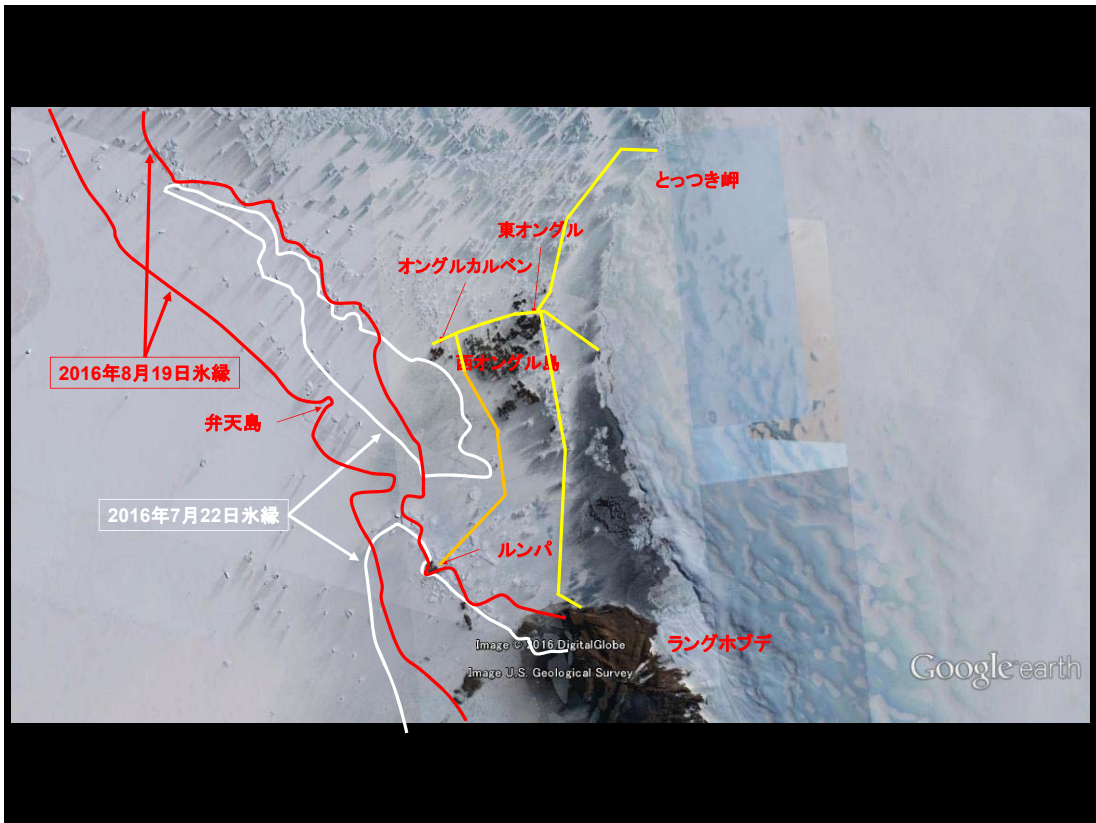 とっつき岬
東オングル
オングルカルベン
西オングル島
2016年8月19日氷縁
弁天島
2016年7月22日氷縁
ルンパ
ラングホブデ
Image © 2016 DigitalGlobe
Image U.S. Geological Survey
Google earth